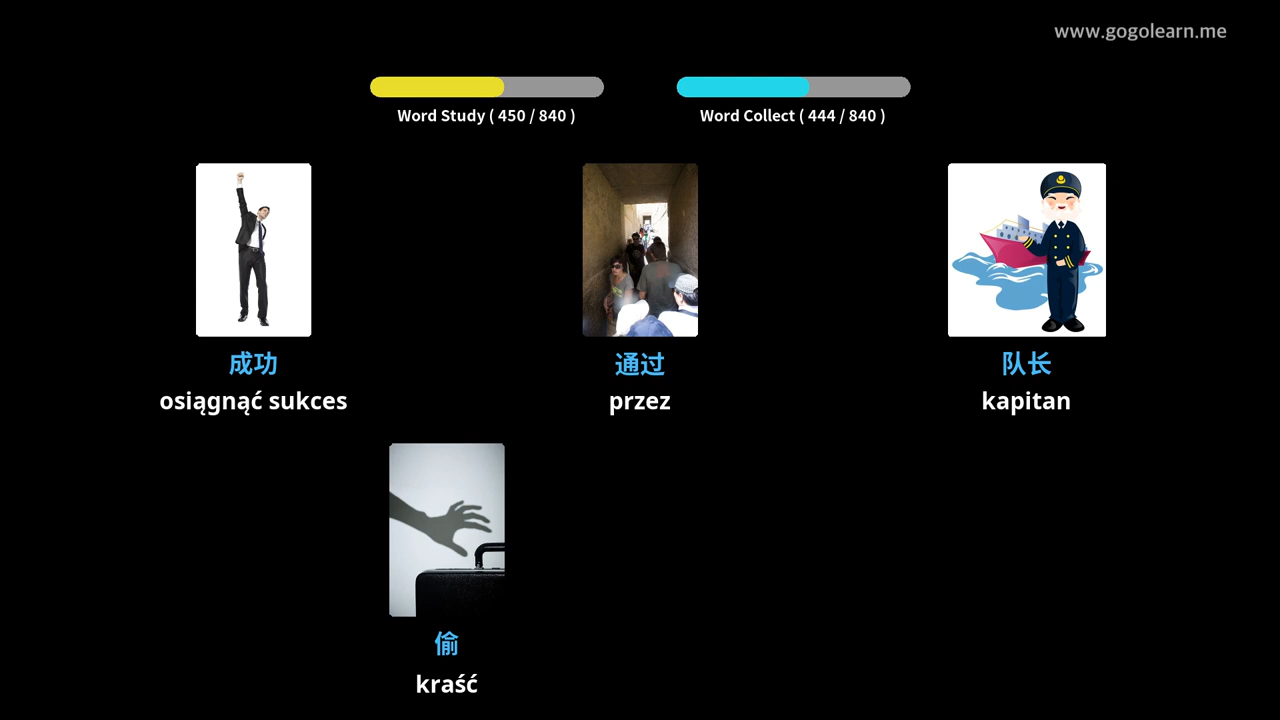 www.gogolearn.me
Word Study ( 450 / 840 )
Word Collect ( 444 / 840 )
成功
osiągnąć sukces
通过
przez
队长
kapitan
偷
kraść